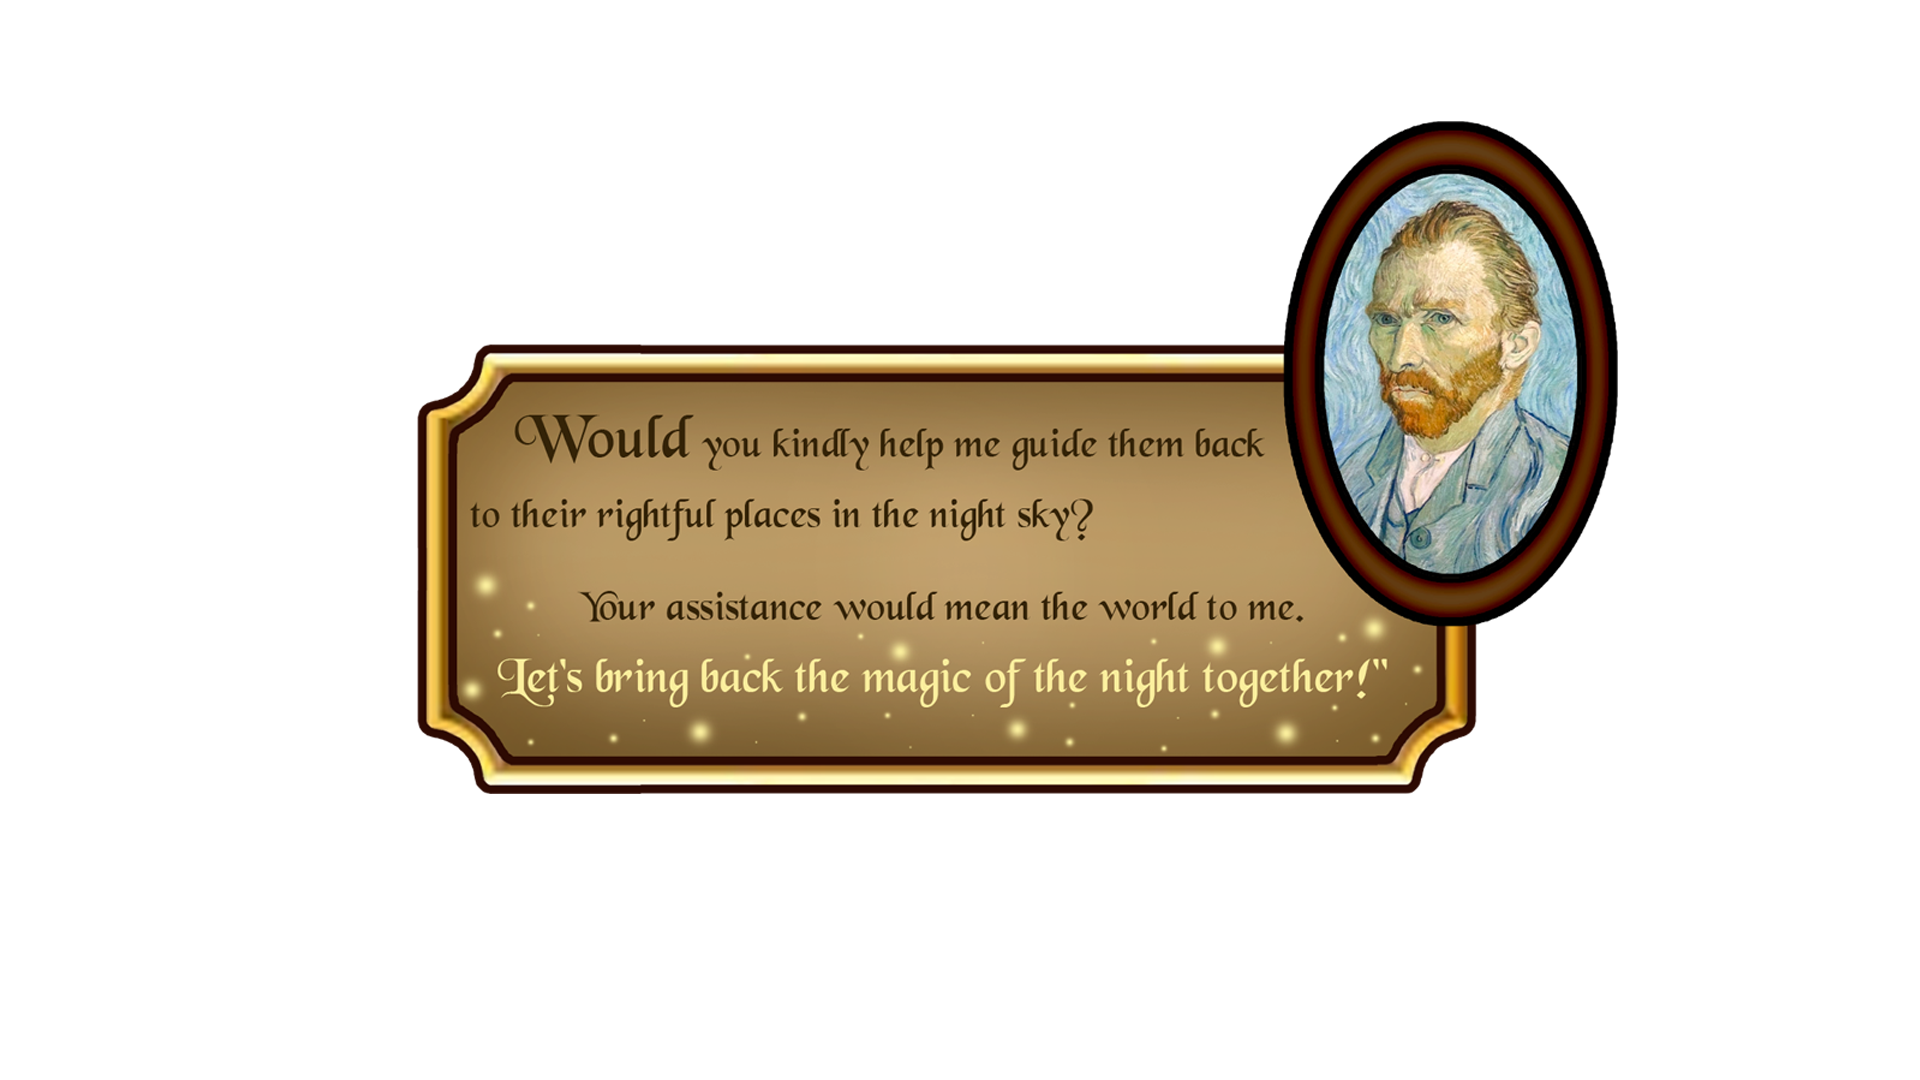 Would you kindly help me guide them back
to their rightful places in the night sky?
Your assistance would mean the world to me.
Let's bring back the magic of the night together!"